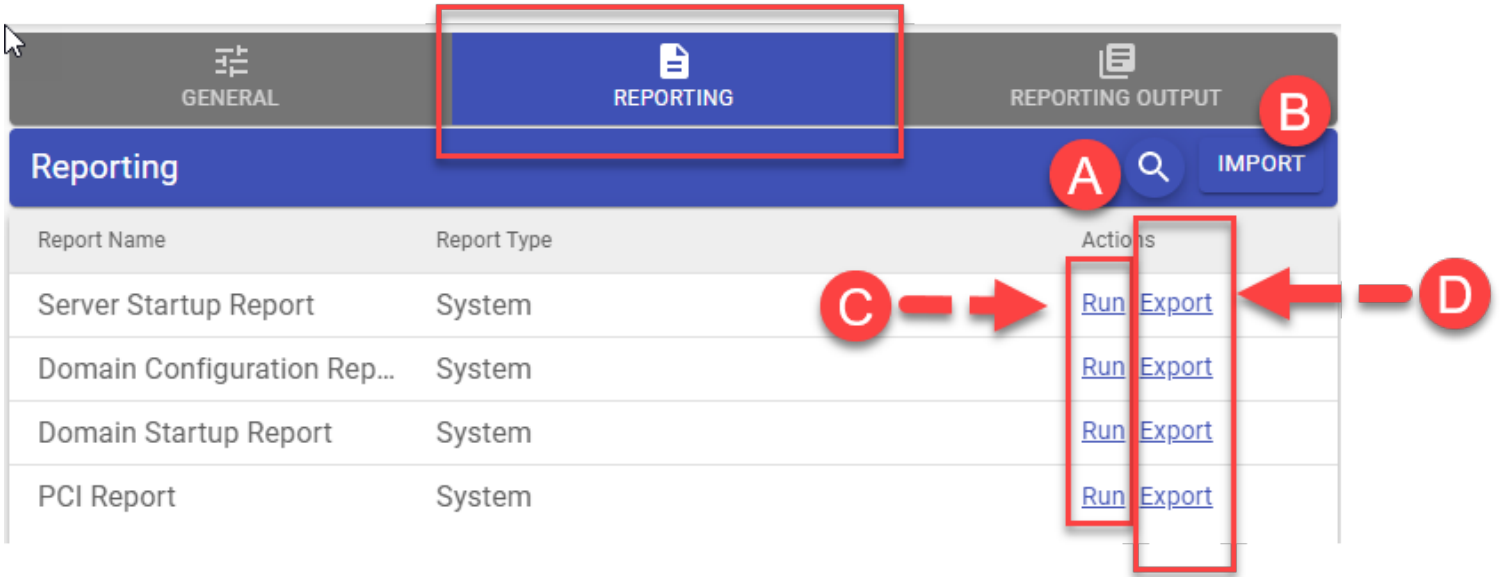 GENERAL REPORTING REPORTING OUTPUT
B
Reporting A IMPORT
Report Name Report Type Actions
Server Startup Report System C Run Export D
Domain Configuration Rep... System Run Export
Domain Startup Report System Run Export
PCI Report System Run Export